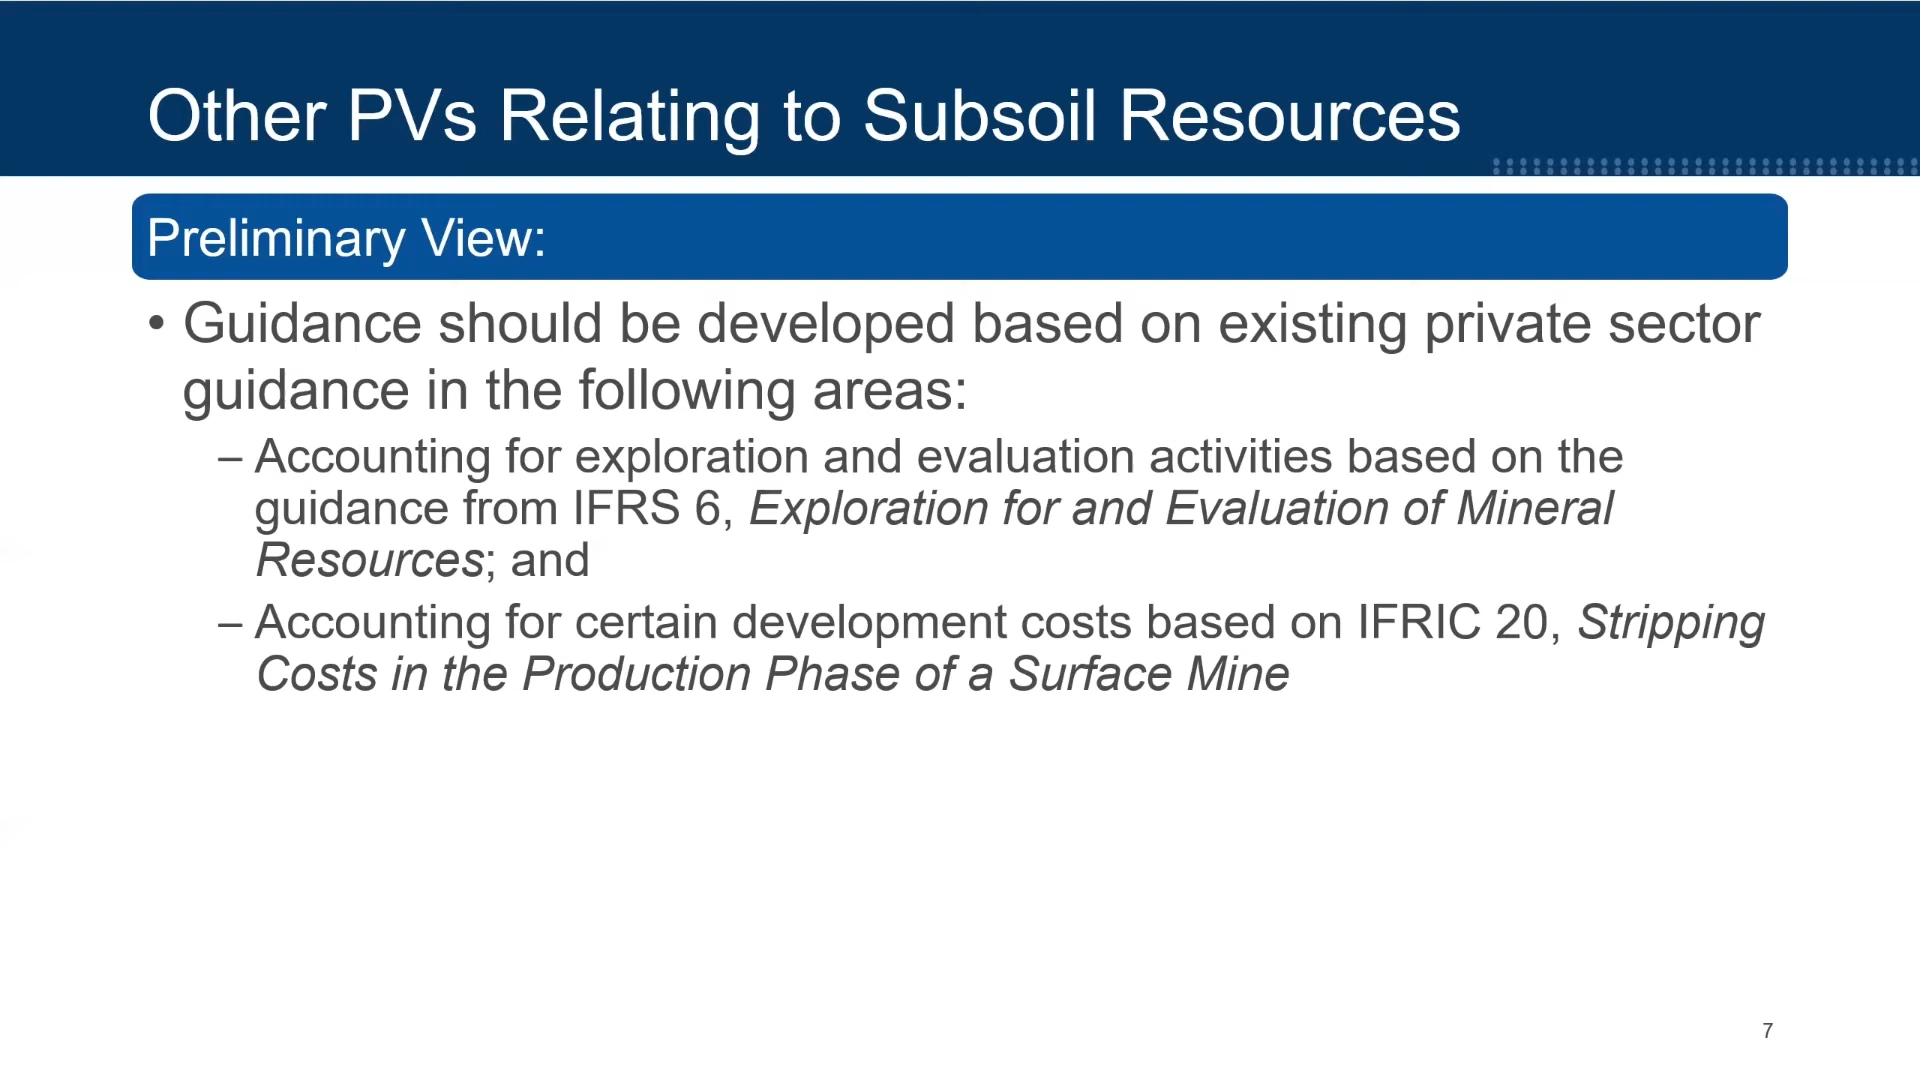 Other PVs Relating to Subsoil Resources
Preliminary View:
• Guidance should be developed based on existing private sector
guidance in the following areas:
– Accounting for exploration and evaluation activities based on the
guidance from IFRS 6, Exploration for and Evaluation of Mineral
Resources; and
– Accounting for certain development costs based on IFRIC 20, Stripping
Costs in the Production Phase of a Surface Mine
7